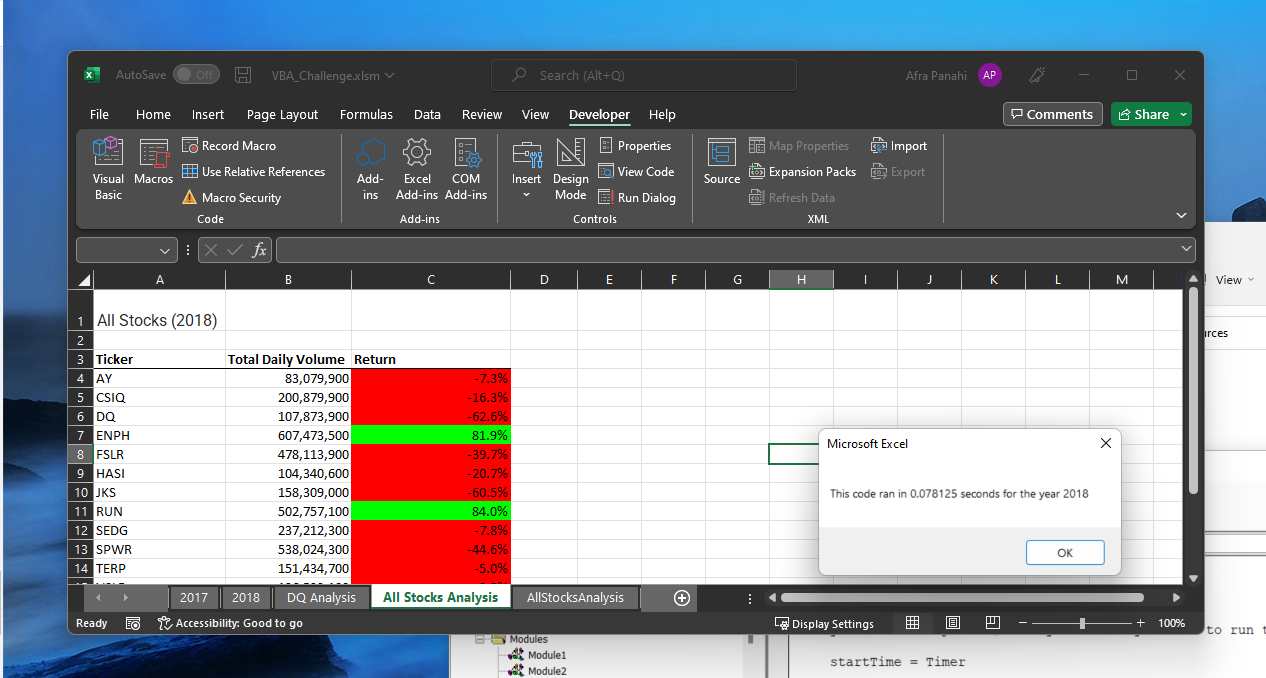 AutoSave Off VBA_Challenge.xlsm Search (Alt+Q) Afra Panahi AP
File Home Insert Page Layout Formulas Data Review View Developer Help Comments Share
Visual Basic
Macros
Record Macro
Use Relative References
Macro Security
Code
Add-ins
Excel Add-ins
COM Add-ins
Add-ins
Insert
Design Mode
Properties
View Code
Run Dialog
Controls
Source
Map Properties
Expansion Packs
Refresh Data
Import
Export
XML
fx
A B C D E F G H I J K L M
1 All Stocks (2018)
2
3 Ticker Total Daily Volume Return
4 AY 83,079,900 -7.3%
5 CSIQ 200,879,900 -16.3%
6 DQ 107,873,900 -62.6%
7 ENPH 607,473,500 81.9%
8 FSLR 478,113,900 -39.7%
9 HASI 104,340,600 -20.7%
10 JKS 158,309,000 -60.5%
11 RUN 502,757,100 84.0%
12 SEDG 237,212,300 -7.8%
13 SPWR 538,024,300 -44.6%
14 TERP 151,434,700 -5.0%
Microsoft Excel
This code ran in 0.078125 seconds for the year 2018
OK
2017 2018 DQ Analysis All Stocks Analysis AllStocksAnalysis
Ready Accessibility: Good to go Display Settings 100%
View
rces
Modules
Module1
Module2
to run
startTime = Timer